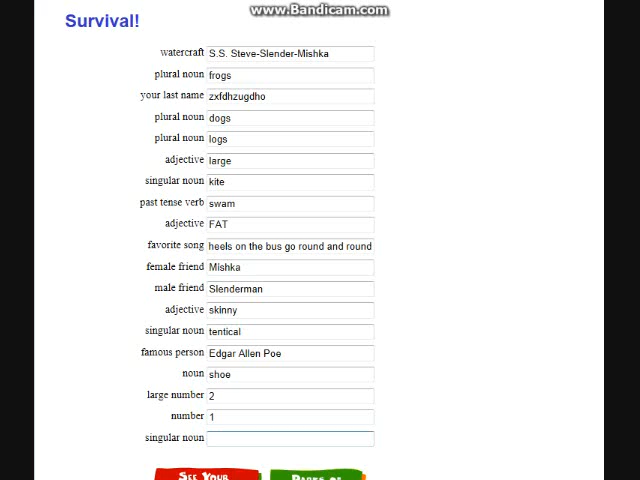 www.Bandicam.com
Survival!
watercraft S.S. Steve-Slender-Mishka
plural noun frogs
your last name zxfdhzugdho
plural noun dogs
plural noun logs
adjective large
singular noun kite
past tense verb swam
adjective FAT
favorite song heels on the bus go round and round
female friend Mishka
male friend Slenderman
adjective skinny
singular noun tentical
famous person Edgar Allen Poe
noun shoe
large number 2
number 1
singular noun
SEE YOUR